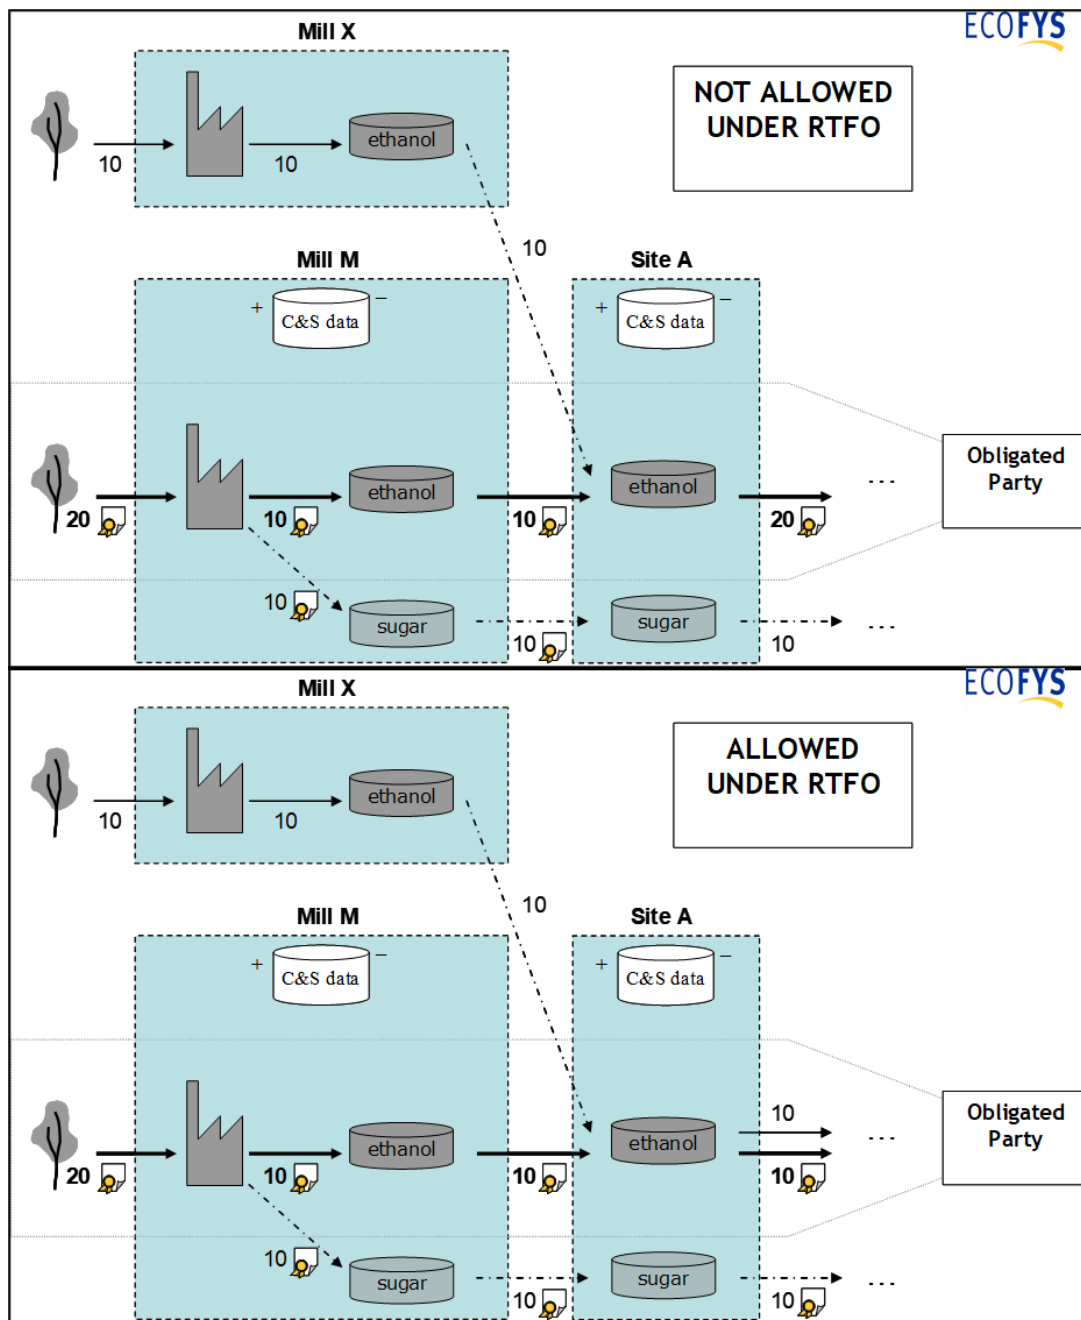 Mill X
ECOFYS
NOT ALLOWED
UNDER RTFO
ethanol
10
10
10
Mill M
Site A
+
–
C&S data
+
–
C&S data
Obligated
Party
ethanol
ethanol
...
20
10
10
20
10
sugar
sugar
...
10
10
Mill X
ECOFYS
ALLOWED
UNDER RTFO
ethanol
10
10
10
Mill M
Site A
+
–
C&S data
+
–
C&S data
Obligated
Party
10
ethanol
ethanol
...
20
10
10
10
10
sugar
sugar
...
10
10